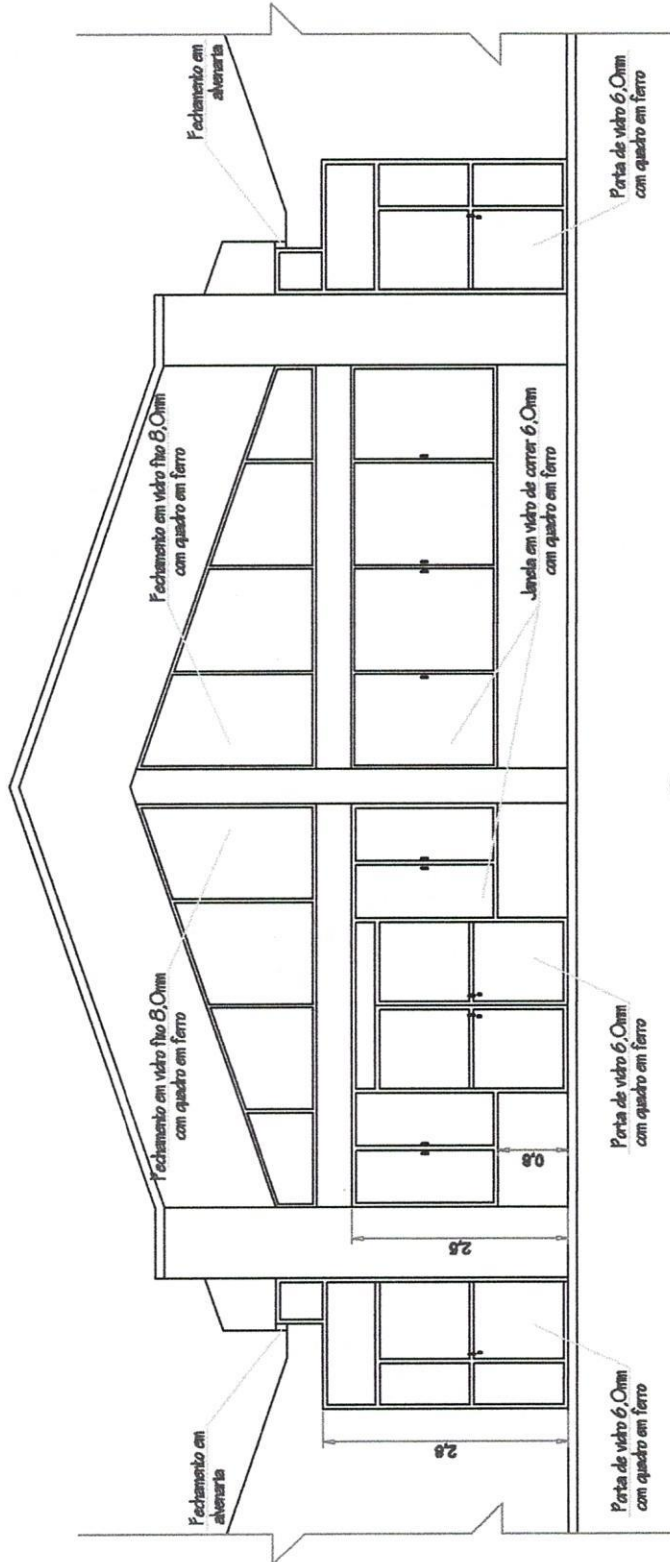 Fechamento em vidro fixo 8,0mm
com quadro em ferro
Fechamento em vidro fixo 8,0mm
com quadro em ferro
Fechamento em
alvenaria
Fechamento em
alvenaria
2,8
2,5
0,8
Janela em vidro de correr 6,0mm
com quadro em ferro
Porta de vidro 6,0mm
com quadro em ferro
Porta de vidro 6,0mm
com quadro em ferro
Porta de vidro 6,0mm
com quadro em ferro